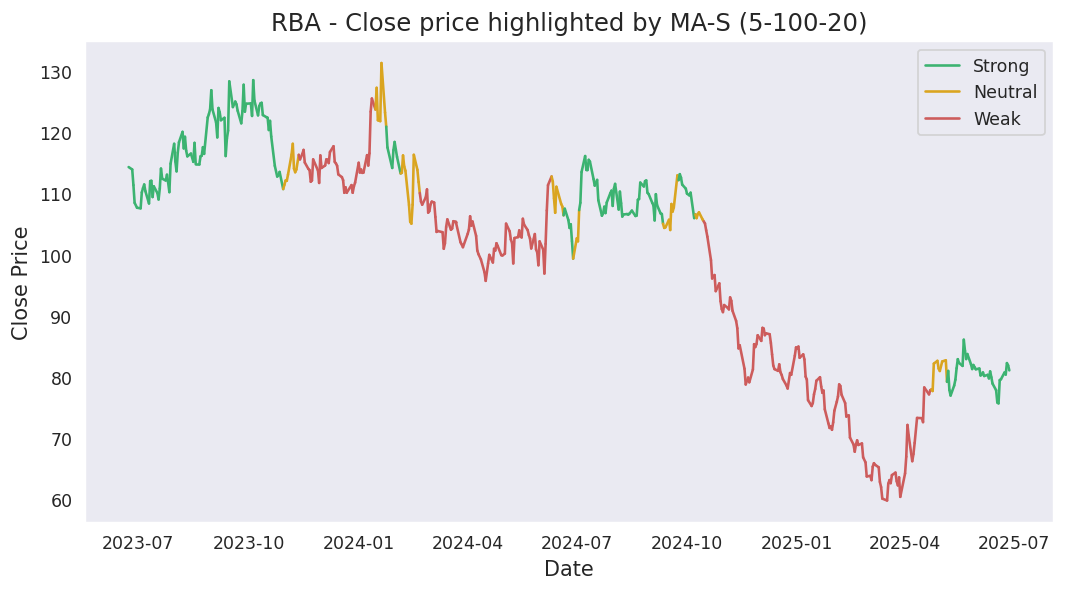 RBA - Close price highlighted by MA-S (5-100-20)
Strong
Neutral
Weak
Close Price
130
120
110
100
90
80
70
60
2023-07 2023-10 2024-01 2024-04 2024-07 2024-10 2025-01 2025-04 2025-07
Date